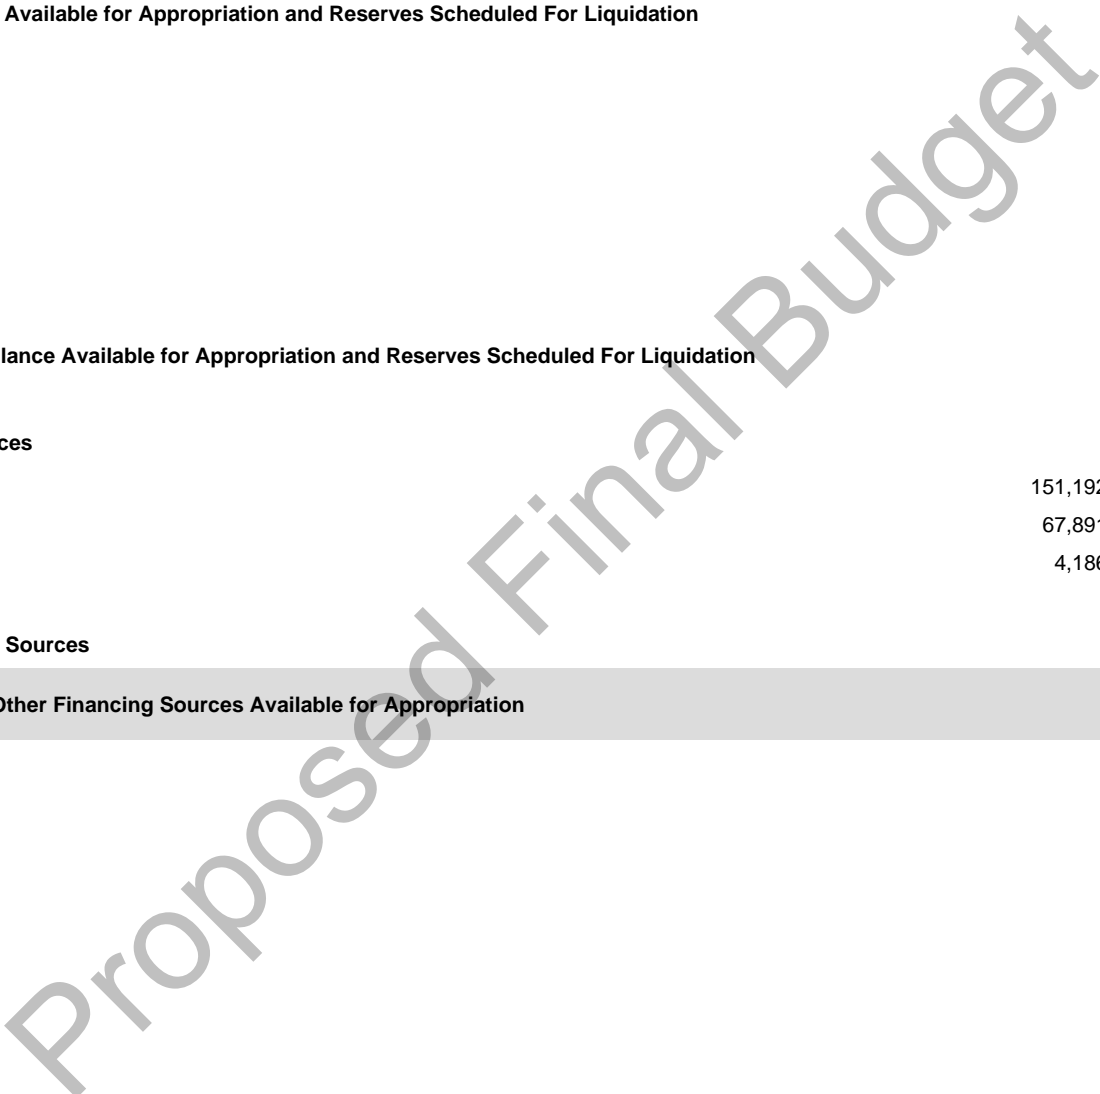 Available for Appropriation and Reserves Scheduled For Liquidation
lance Available for Appropriation and Reserves Scheduled For Liquidation
ces
151,192
67,891
4,186
Sources
Other Financing Sources Available for Appropriation
Proposed Final Budget